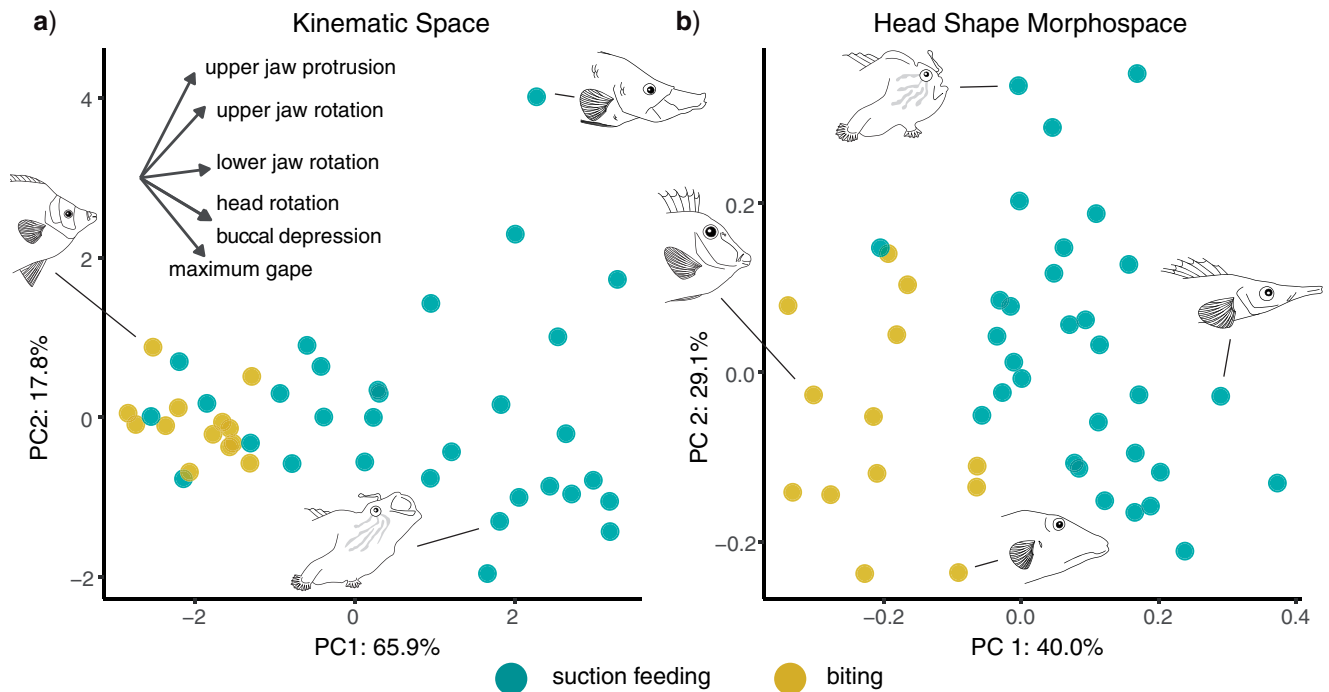 a) Kinematic Space
upper jaw protrusion
upper jaw rotation
lower jaw rotation
head rotation
buccal depression
maximum gape
4
2
0
−2
PC2: 17.8%
−2 0 2
PC1: 65.9%
b) Head Shape Morphospace
0.2
0.0
−0.2
PC 2: 29.1%
−0.2 0.0 0.2 0.4
PC 1: 40.0%
suction feeding biting